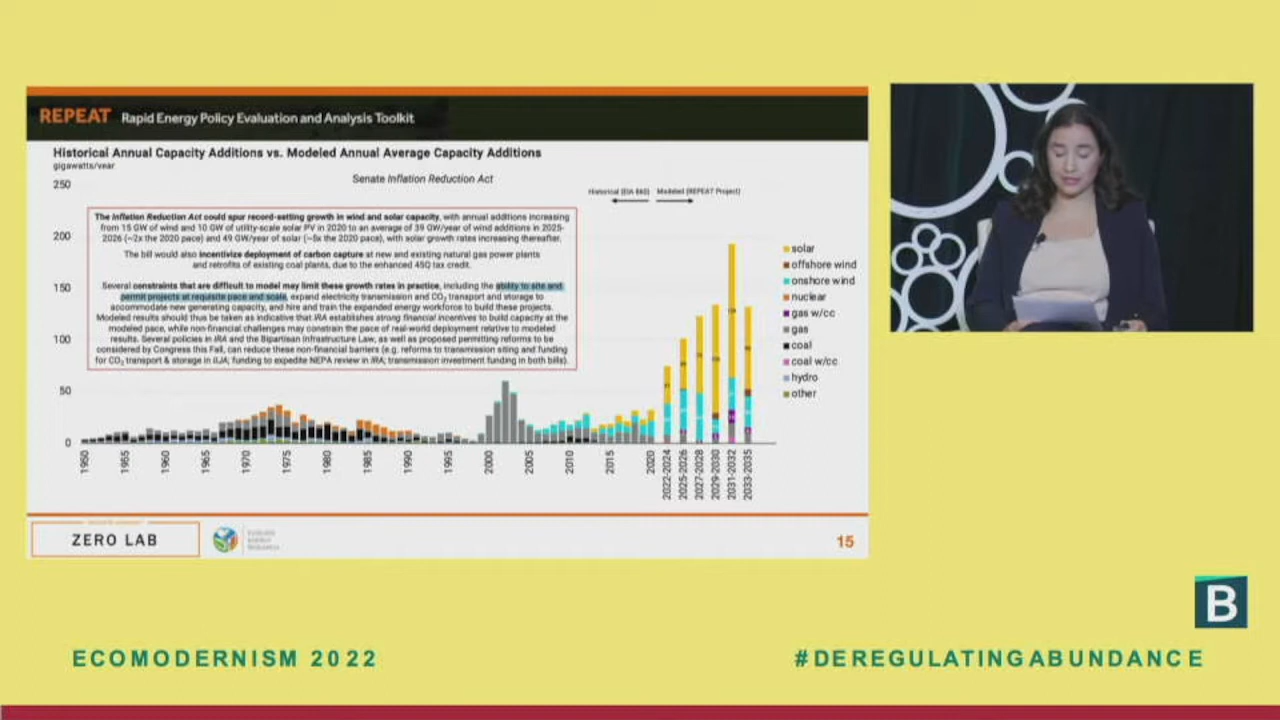 REPEAT Rapid Energy Policy Evaluation and Analysis Toolkit
Historical Annual Capacity Additions vs. Modeled Annual Average Capacity Additions
gigawatts/year
Senate Inflation Reduction Act
Historical (EIA 860) Modeled (REPEAT Project)
250
200
150
100
50
0
The Inflation Reduction Act could spur record-setting growth in wind and solar capacity, with annual additions increasing
from 15 GW of wind and 10 GW of utility-scale solar PV in 2020 to an average of 39 GW/year of wind additions in 2025-
2026 (~2x the 2020 pace) and 49 GW/year of solar (~5x the 2020 pace), with solar growth rates increasing thereafter.
The bill would also incentivize deployment of carbon capture at new and existing natural gas power plants
and retrofits of existing coal plants, due to the enhanced 45Q tax credit.
Several constraints that are difficult to model may limit these growth rates in practice, including the ability to site and
permit projects at requisite pace and scale, expand electricity transmission and CO2 transport and storage to
accommodate new generating capacity, and hire and train the expanded energy workforce to build these projects.
Modeled results should thus be taken as indicative that IRA establishes strong financial incentives to build capacity at the
modeled pace, while non-financial challenges may constrain the pace of real-world deployment relative to modeled
results. Several policies in IRA and the Bipartisan Infrastructure Law, as well as proposed permitting reforms to be
considered by Congress this Fall, can reduce these non-financial barriers (e.g. reforms to transmission siting and funding
for CO2 transport & storage in IIJA; funding to expedite NEPA review in IRA; transmission investment funding in both bills).
solar
offshore wind
onshore wind
nuclear
gas w/cc
gas
coal
coal w/cc
hydro
other
1950
1955
1960
1965
1970
1975
1980
1985
1990
1995
2000
2005
2010
2015
2020
2022-2024
2025-2026
2027-2028
2029-2030
2031-2032
2033-2035
ZERO LAB
15
B
ECOMODERNISM 2022
#DEREGULATINGABUNDANCE